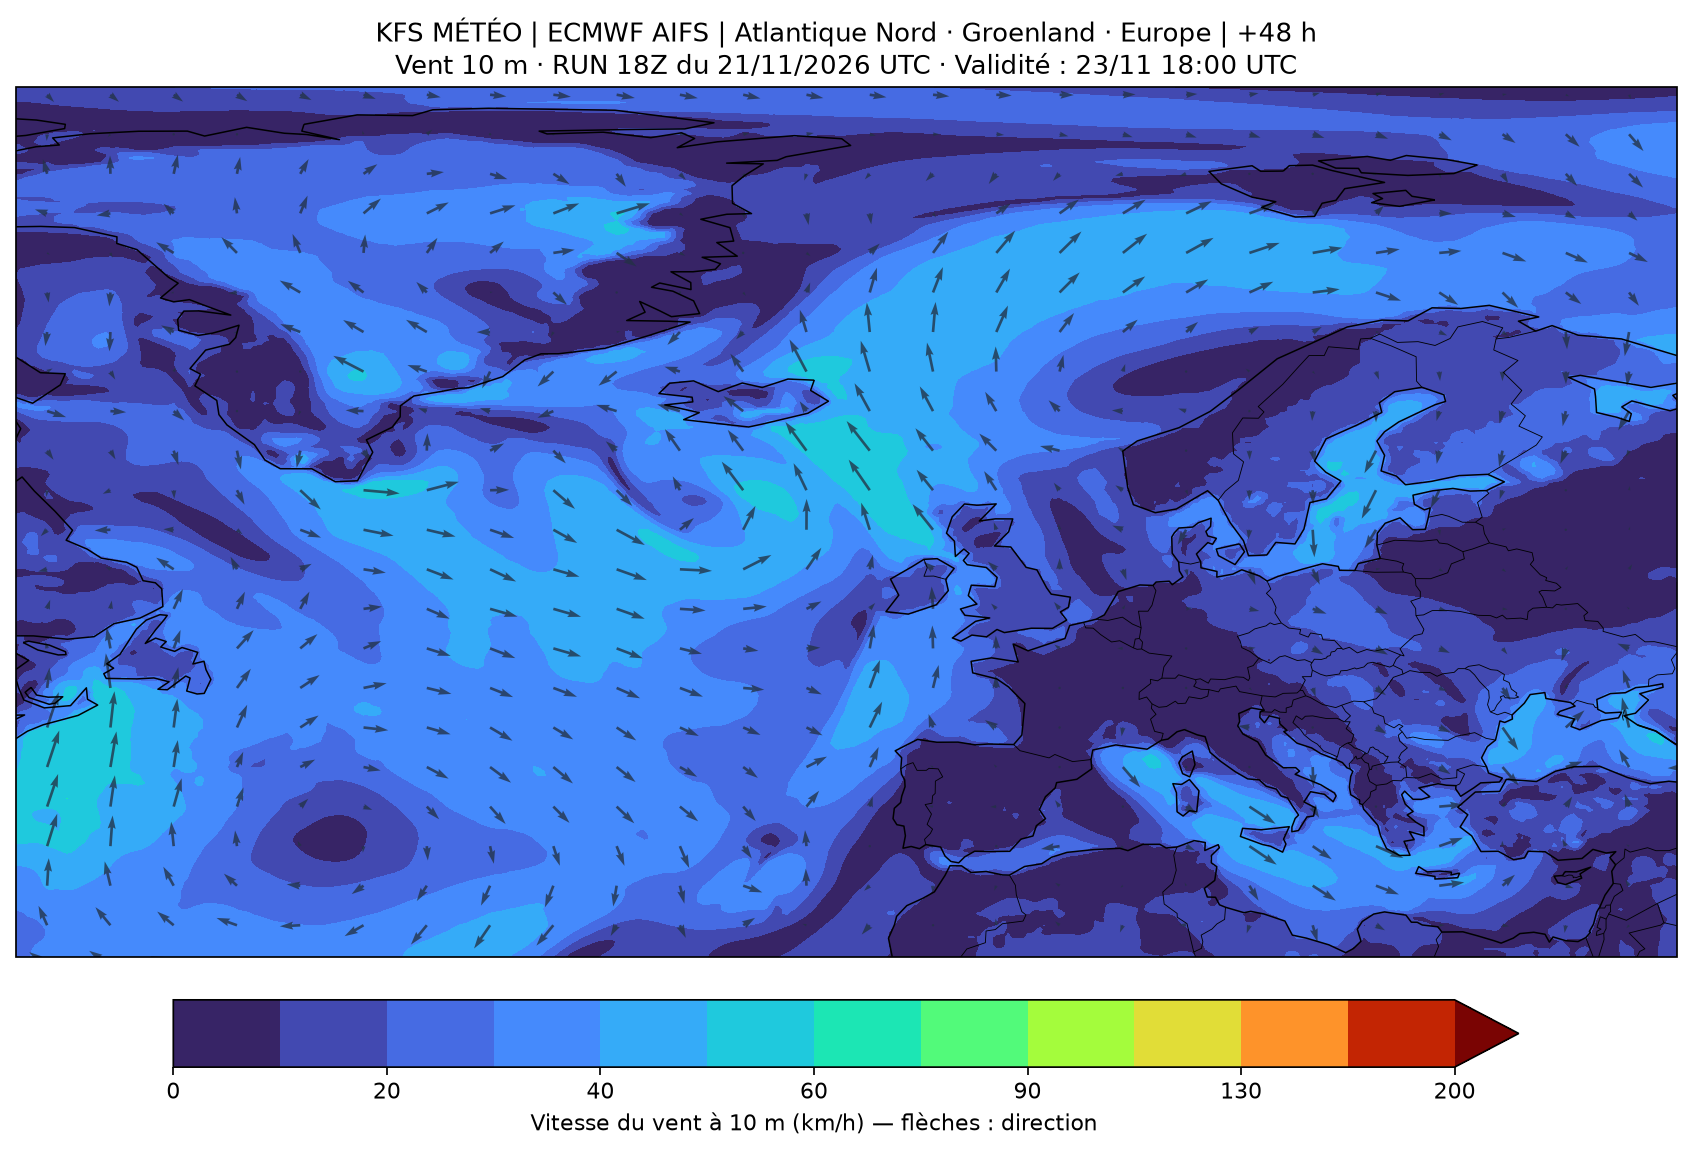 KFS MÉTÉO | ECMWF AIFS | Atlantique Nord · Groenland · Europe | +48 h
Vent 10 m · RUN 18Z du 21/11/2026 UTC · Validité : 23/11 18:00 UTC
0 20 40 60 90 130 200
Vitesse du vent à 10 m (km/h) — flèches : direction